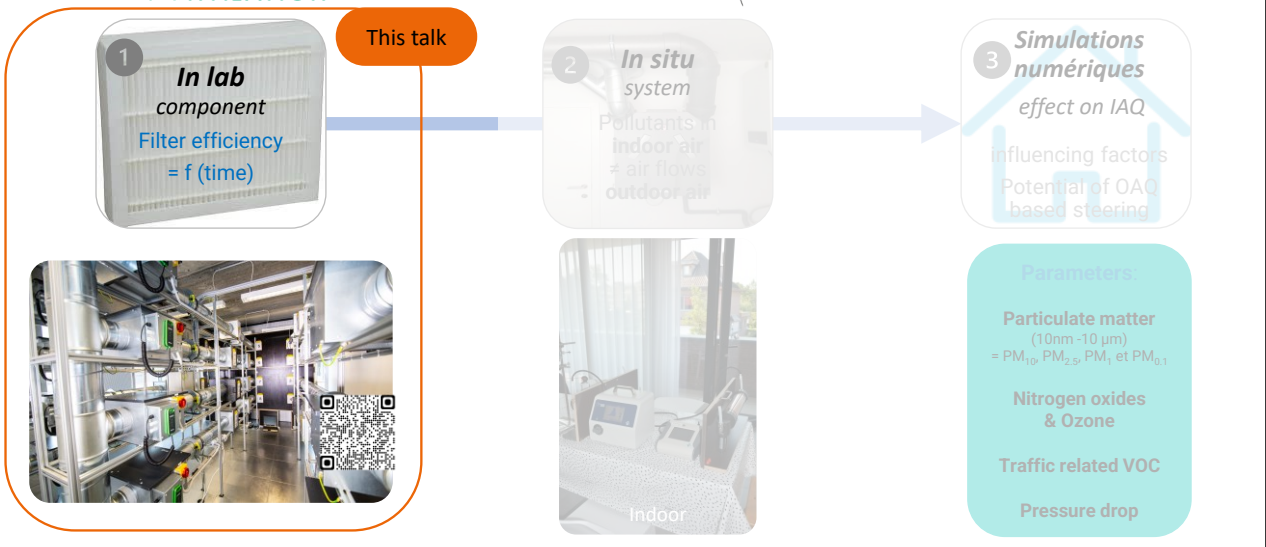 This talk
1
In lab
component
Filter efficiency
= f (time)
2
In situ
system
Pollutants in
indoor air
≠ air flows
outdoor air
Indoor
3
Simulations
numériques
effect on IAQ
influencing factors
Potential of OAQ
based steering
Parameters:
Particulate matter
(10nm -10 µm)
= PM10, PM2.5, PM1 et PM0.1
Nitrogen oxides
& Ozone
Traffic related VOC
Pressure drop